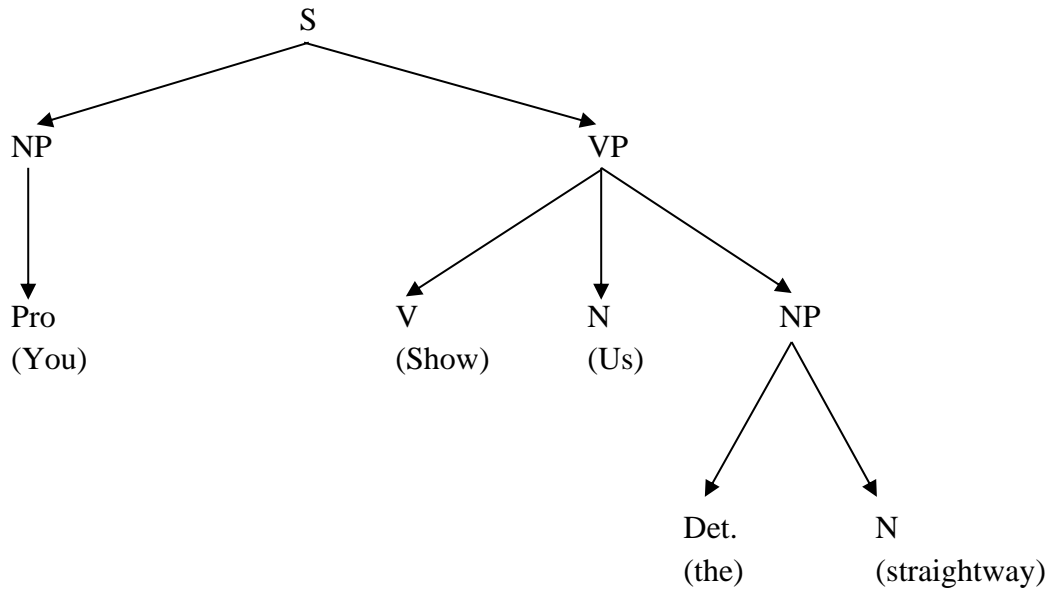 S
NP VP
Pro V N NP
(You) (Show) (Us)
Det. N
(the) (straightway)